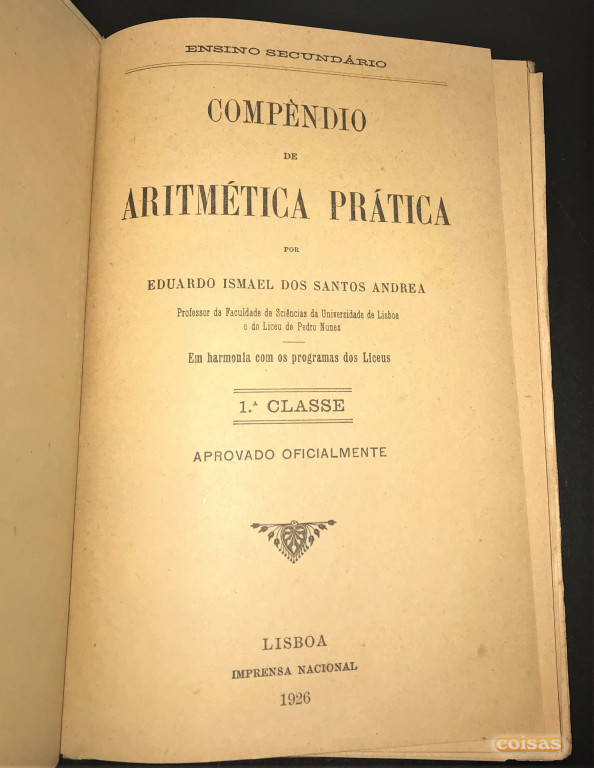 ENSINO SECUNDÁRIO
COMPÈNDIO
DE
ARITMÉTICA PRÁTICA
POR
EDUARDO ISMAEL DOS SANTOS ANDREA
Professor da Faculdade de Sciências da Universidade de Lisboa
e do Liceu de Pedro Nunes
Em harmonia com os programas dos Liceus
1.ª CLASSE
APROVADO OFICIALMENTE
LISBOA
IMPRENSA NACIONAL
1926
coisas